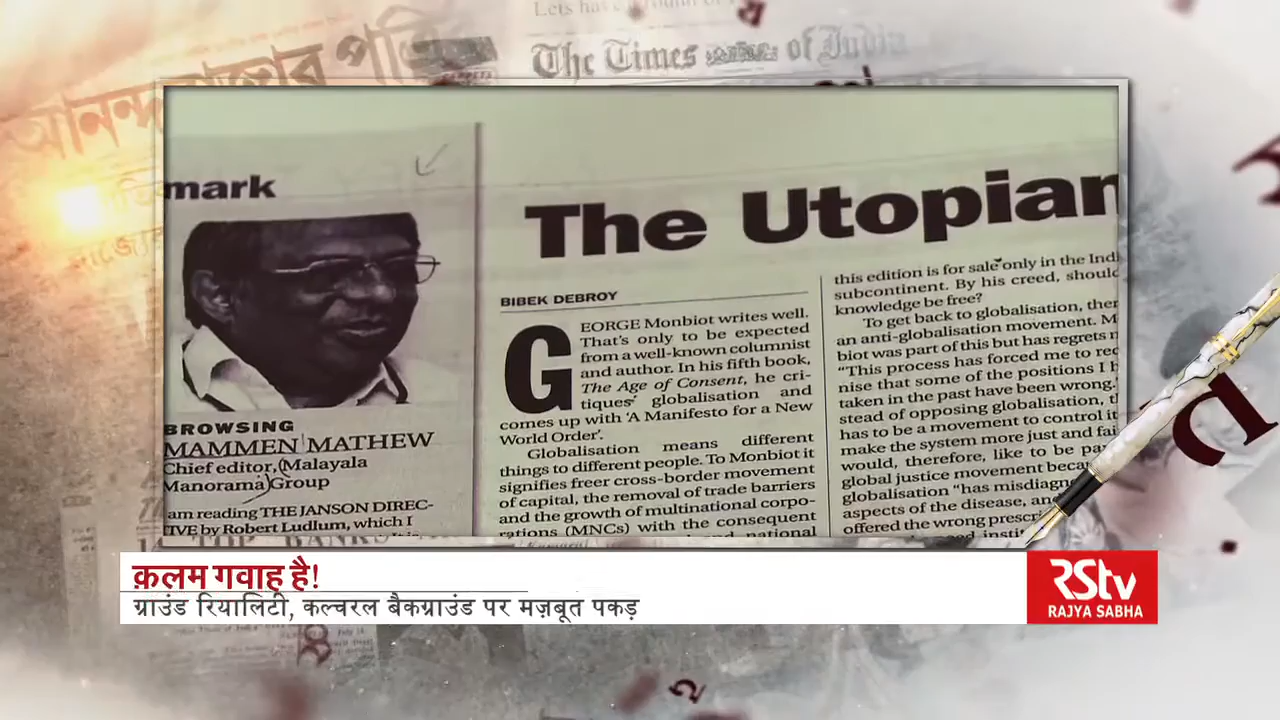 Lets have
The Times of India
আনন্দ
mark
BROWSING
MAMMEN MATHEW
Chief editor, Malayala
Manorama Group
am reading THE JANSON DIREC-
TIVE by Robert Ludlum, which I
The Utopian
BIBEK DEBROY
GEORGE Monbiot writes well.
That's only to be expected
from a well-known columnist
and author. In his fifth book,
The Age of Consent, he cri-
tiques globalisation and
comes up with 'A Manifesto for a New
World Order'.
Globalisation means different
things to different people. To Monbiot it
signifies freer cross-border movement
of capital, the removal of trade barriers
and the growth of multinational corpo-
rations (MNCs) with the consequent
national
this edition is for sale only in the Indi
subcontinent. By his creed, should
knowledge be free?
To get back to globalisation, ther
an anti-globalisation movement. M
biot was part of this but has regrets n
"This process has forced me to rec
nise that some of the positions I h
taken in the past have been wrong.
stead of opposing globalisation, t
has to be a movement to control it
make the system more just and fai
would, therefore, like to be pa
global justice movement beca
globalisation "has misdiagn
aspects of the disease, an
offered the wrong prescr
क़लम गवाह है!
ग्राउंड रियालिटी, कल्चरल बैकग्राउंड पर मज़बूत पकड़
RSTV
RAJYA SABHA